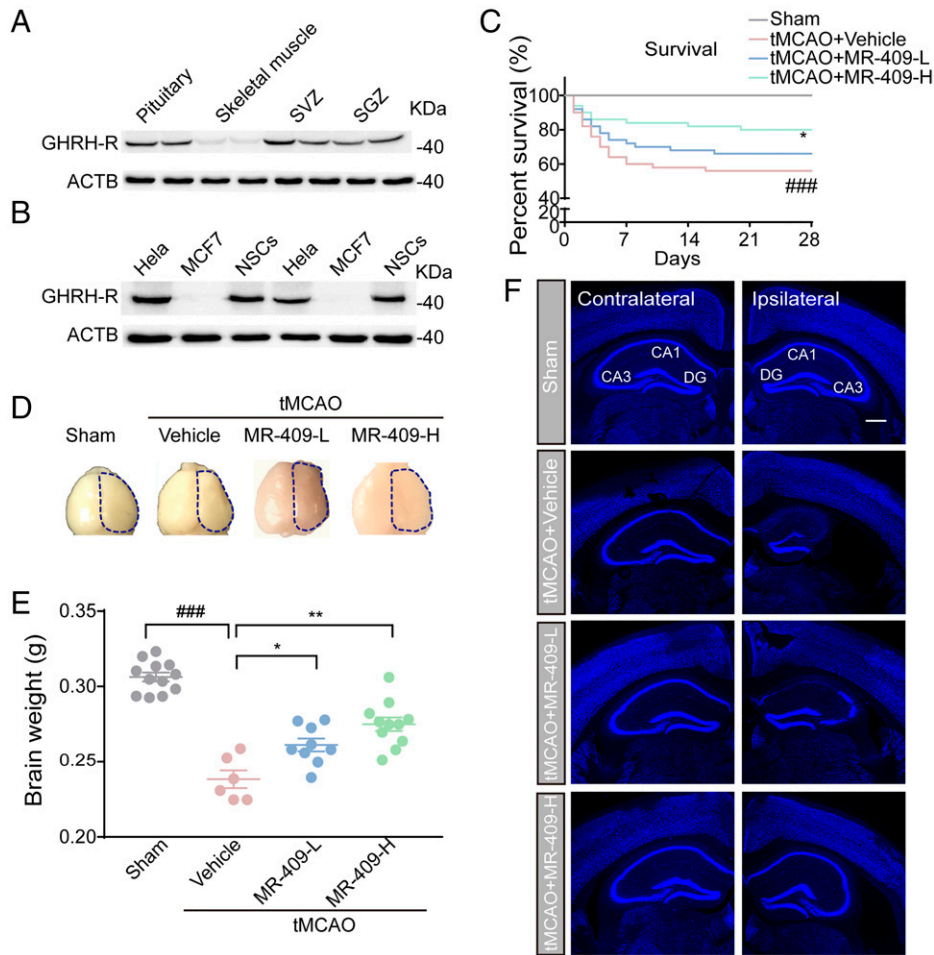 A
Pituitary
Skeletal muscle
SVZ
SGZ
KDa
GHRH-R
-40
ACTB
-40
B
Hela
MCF7
NSCs
Hela
MCF7
NSCs
KDa
GHRH-R
-40
ACTB
-40
C
Sham
tMCAO+Vehicle
tMCAO+MR-409-L
tMCAO+MR-409-H
Survival
Percent survival (%)
100
80
60
40
20
0
*
###
0 7 14 21 28
Days
D
tMCAO
Sham Vehicle MR-409-L MR-409-H
E
Brain weight (g)
0.35
0.30
0.25
0.20
###
**
*
Sham
Vehicle
MR-409-L
MR-409-H
tMCAO
F
Contralateral Ipsilateral
Sham
CA1
CA3
DG
CA1
DG
CA3
tMCAO+Vehicle
tMCAO+MR-409-L
tMCAO+MR-409-H